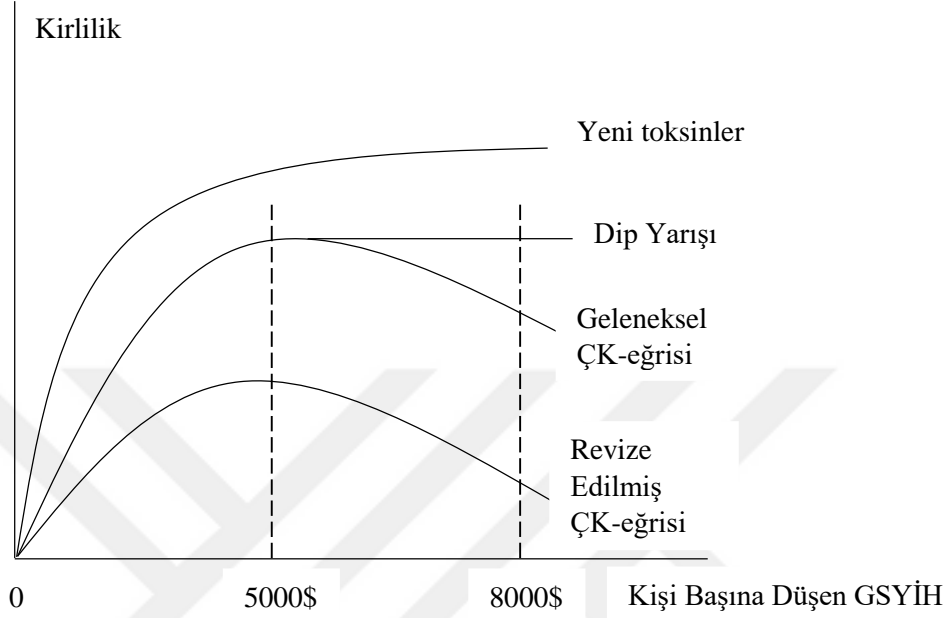 Kirlilik
Yeni toksinler
Dip Yarışı
Geleneksel
ÇK-eğrisi
Revize
Edilmiş
ÇK-eğrisi
0
5000$
8000$
Kişi Başına Düşen GSYİH